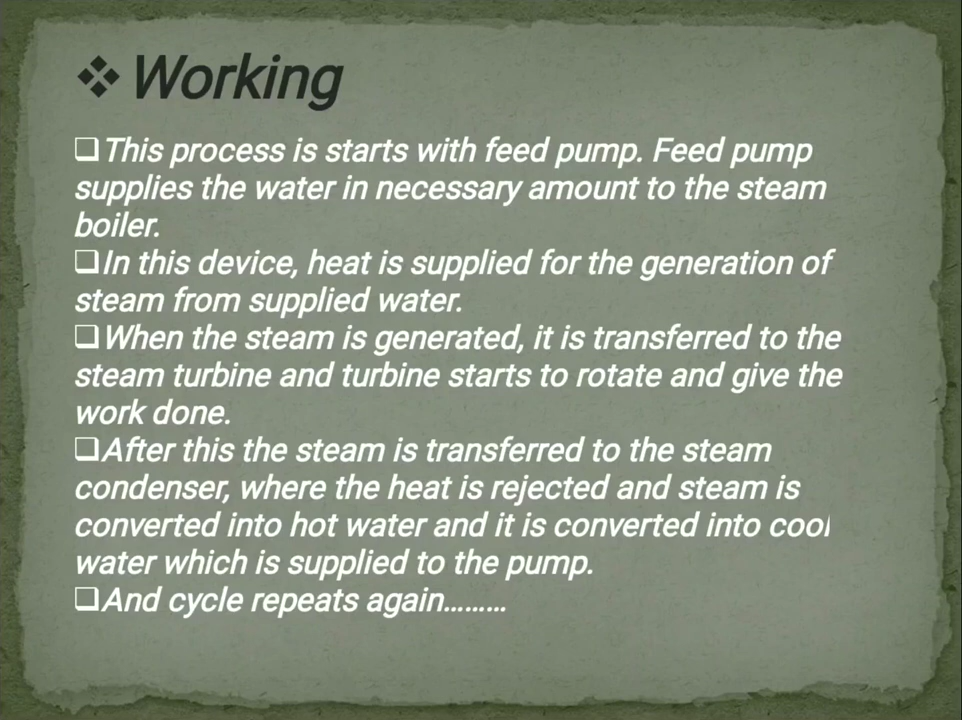 ❖ Working
❑This process is starts with feed pump. Feed pump
supplies the water in necessary amount to the steam
boiler.
❑In this device, heat is supplied for the generation of
steam from supplied water.
❑When the steam is generated, it is transferred to the
steam turbine and turbine starts to rotate and give the
work done.
❑After this the steam is transferred to the steam
condenser, where the heat is rejected and steam is
converted into hot water and it is converted into cool
water which is supplied to the pump.
❑And cycle repeats again………